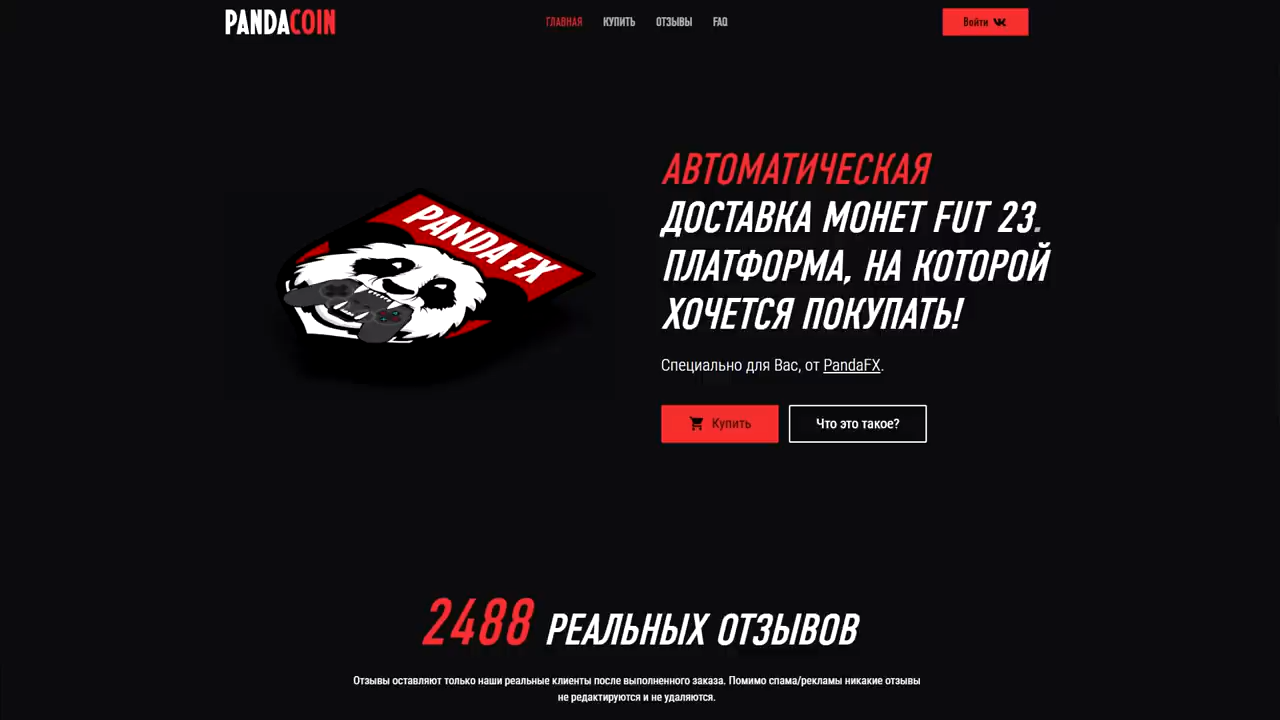 PANDACOIN
ГЛАВНАЯ КУПИТЬ ОТЗЫВЫ FAQ
Войти
PANDA FX
АВТОМАТИЧЕСКАЯ
ДОСТАВКА МОНЕТ FUT 23.
ПЛАТФОРМА, НА КОТОРОЙ
ХОЧЕТСЯ ПОКУПАТЬ!
Специально для Вас, от PandaFX.
Купить
Что это такое?
2488 РЕАЛЬНЫХ ОТЗЫВОВ
Отзывы оставляют только наши реальные клиенты после выполненного заказа. Помимо спама/рекламы никакие отзывы
не редактируются и не удаляются.